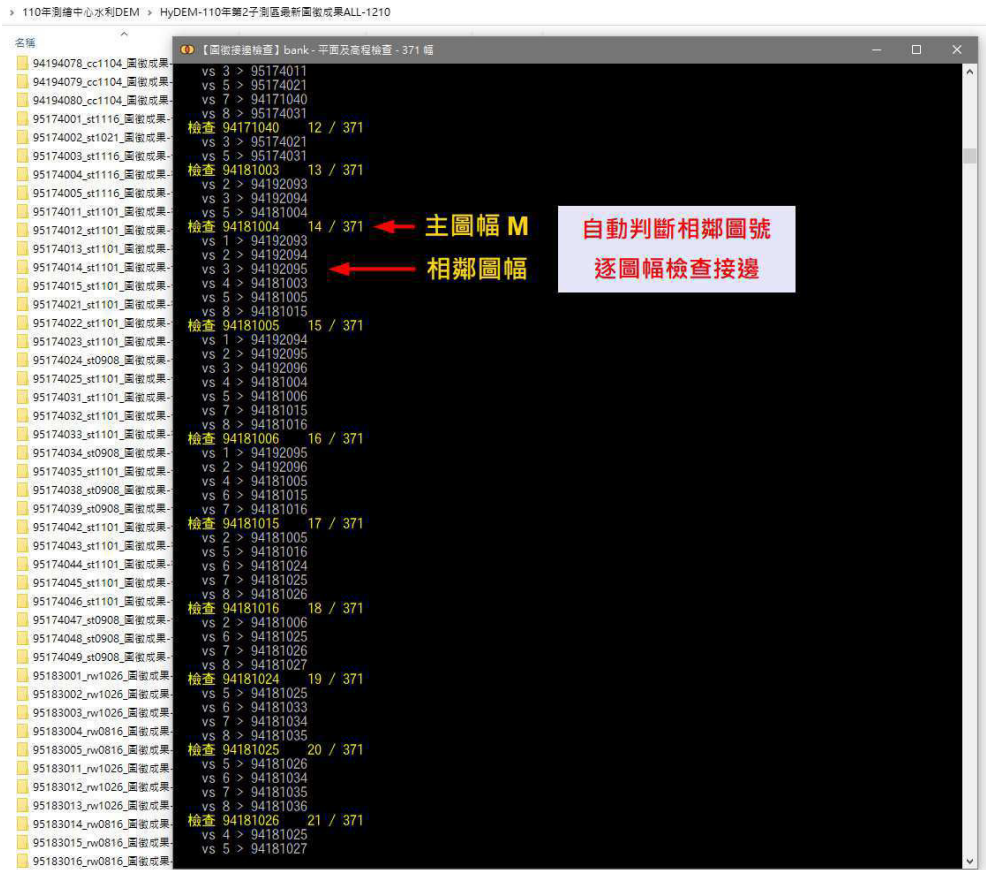 › 110年測繪中心水利DEM › HyDEM-110年第2子測區最新圖徵成果ALL-1210
名稱
94194078_cc1104_圖徵成果-
94194079_cc1104_圖徵成果-
94194080_cc1104_圖徵成果-
95174001_st1116_圖徵成果-
95174002_st1021_圖徵成果-
95174003_st1116_圖徵成果-
95174004_st1116_圖徵成果-
95174005_st1116_圖徵成果-
95174011_st1101_圖徵成果-
95174012_st1101_圖徵成果-
95174013_st1101_圖徵成果-
95174014_st1101_圖徵成果-
95174015_st1101_圖徵成果-
95174021_st1101_圖徵成果-
95174022_st1101_圖徵成果-
95174023_st1101_圖徵成果-
95174024_st0908_圖徵成果-
95174025_st1101_圖徵成果-
95174031_st1101_圖徵成果-
95174032_st1101_圖徵成果-
95174033_st1101_圖徵成果-
95174034_st0908_圖徵成果-
95174035_st1101_圖徵成果-
95174038_st0908_圖徵成果-
95174039_st0908_圖徵成果-
95174042_st1101_圖徵成果-
95174043_st1101_圖徵成果-
95174044_st1101_圖徵成果-
95174045_st1101_圖徵成果-
95174046_st1101_圖徵成果-
95174047_st0908_圖徵成果-
95174048_st0908_圖徵成果-
95174049_st0908_圖徵成果-
95183001_rw1026_圖徵成果-
95183002_rw1026_圖徵成果-
95183003_rw1026_圖徵成果-
95183004_rw0816_圖徵成果-
95183005_rw0816_圖徵成果-
95183011_rw1026_圖徵成果-
95183012_rw1026_圖徵成果-
95183013_rw1026_圖徵成果-
95183014_rw0816_圖徵成果-
95183015_rw0816_圖徵成果-
95183016_rw0816_圖徵成果-
【圖徵接邊檢查】bank - 平面及高程檢查 - 371 幅
vs 3 > 95174011
vs 5 > 95174021
vs 7 > 94171040
vs 8 > 95174031
檢查 94171040 12 / 371
vs 3 > 95174021
vs 5 > 95174031
檢查 94181003 13 / 371
vs 2 > 94192093
vs 3 > 94192094
vs 5 > 94181004
檢查 94181004 14 / 371
vs 1 > 94192093
vs 2 > 94192094
vs 3 > 94192095
vs 4 > 94181003
vs 5 > 94181005
vs 8 > 94181015
檢查 94181005 15 / 371
vs 1 > 94192094
vs 2 > 94192095
vs 3 > 94192096
vs 4 > 94181004
vs 5 > 94181006
vs 7 > 94181015
vs 8 > 94181016
檢查 94181006 16 / 371
vs 1 > 94192095
vs 2 > 94192096
vs 4 > 94181005
vs 6 > 94181015
vs 7 > 94181016
檢查 94181015 17 / 371
vs 2 > 94181005
vs 5 > 94181016
vs 6 > 94181024
vs 7 > 94181025
vs 8 > 94181026
檢查 94181016 18 / 371
vs 2 > 94181006
vs 6 > 94181025
vs 7 > 94181026
vs 8 > 94181027
檢查 94181024 19 / 371
vs 5 > 94181025
vs 6 > 94181033
vs 7 > 94181034
vs 8 > 94181035
檢查 94181025 20 / 371
vs 5 > 94181026
vs 6 > 94181034
vs 7 > 94181035
vs 8 > 94181036
檢查 94181026 21 / 371
vs 4 > 94181025
vs 5 > 94181027
主圖幅 M
相鄰圖幅
自動判斷相鄰圖號
逐圖幅檢查接邊